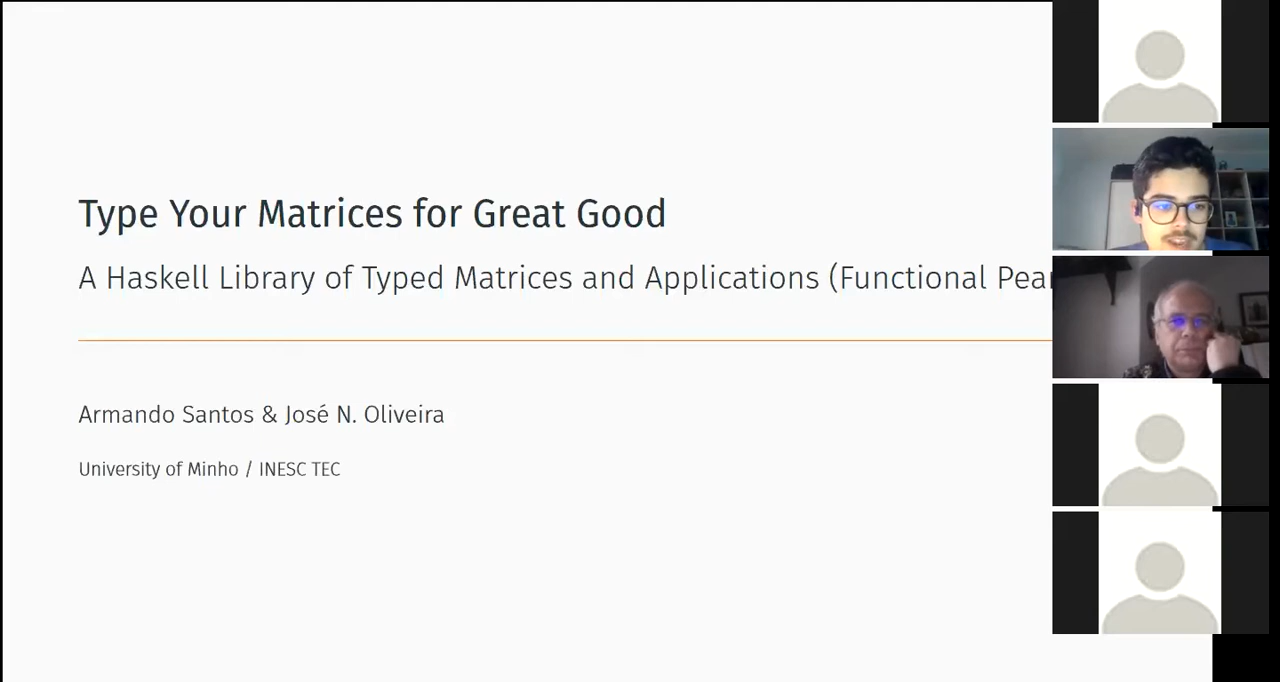 Type Your Matrices for Great Good
A Haskell Library of Typed Matrices and Applications (Functional Pear
Armando Santos & José N. Oliveira
University of Minho / INESC TEC